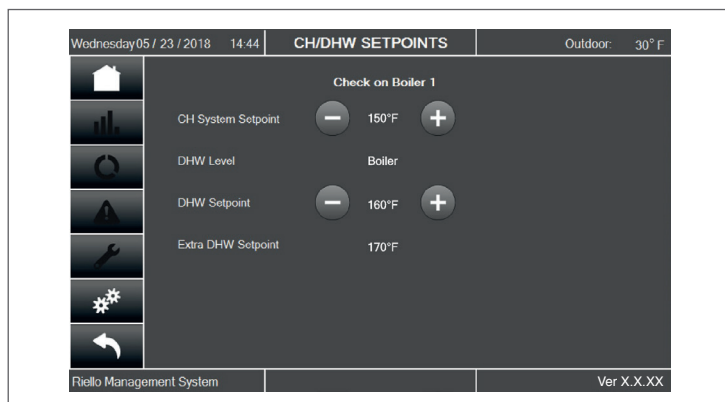 Wednesday 05 / 23 / 2018 14:44 CH/DHW SETPOINTS Outdoor: 30°F
Check on Boiler 1
CH System Setpoint − 150°F +
DHW Level Boiler
DHW Setpoint − 160°F +
Extra DHW Setpoint 170°F
Riello Management System Ver X.X.XX